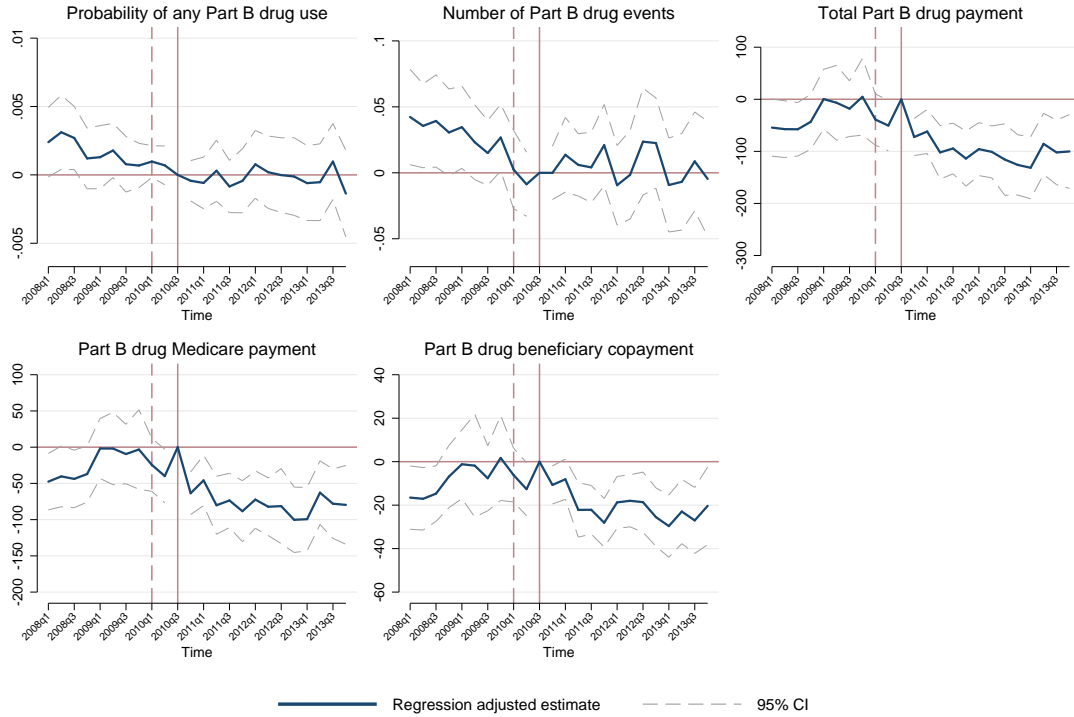 Probability of any Part B drug use
.01
.005
0
-.005
2008q1
2008q3
2009q1
2009q3
2010q1
2010q3
2011q1
2011q3
2012q1
2012q3
2013q1
2013q3
Time
Number of Part B drug events
.1
.05
0
-.05
2008q1
2008q3
2009q1
2009q3
2010q1
2010q3
2011q1
2011q3
2012q1
2012q3
2013q1
2013q3
Time
Total Part B drug payment
100
0
-100
-200
-300
2008q1
2008q3
2009q1
2009q3
2010q1
2010q3
2011q1
2011q3
2012q1
2012q3
2013q1
2013q3
Time
Part B drug Medicare payment
100
50
0
-50
-100
-150
-200
2008q1
2008q3
2009q1
2009q3
2010q1
2010q3
2011q1
2011q3
2012q1
2012q3
2013q1
2013q3
Time
Part B drug beneficiary copayment
40
20
0
-20
-40
-60
2008q1
2008q3
2009q1
2009q3
2010q1
2010q3
2011q1
2011q3
2012q1
2012q3
2013q1
2013q3
Time
Regression adjusted estimate
95% CI